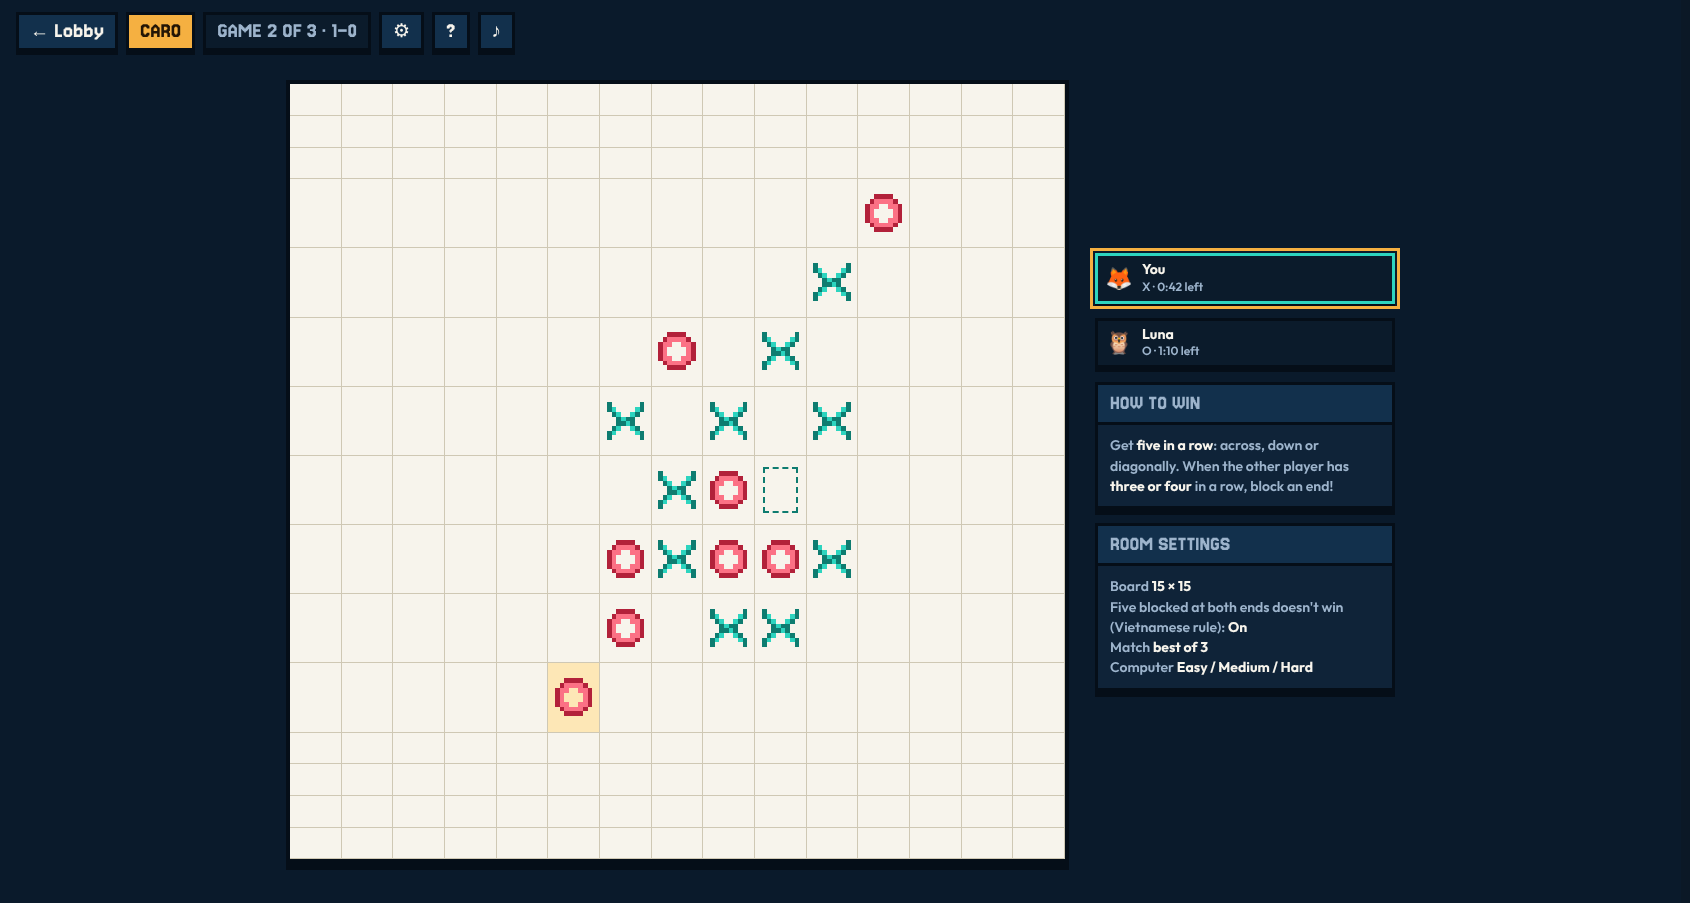 ← Lobby
CARO
GAME 2 OF 3 · 1–0
?
♪
You
X · 0:42 left
Luna
O · 1:10 left
HOW TO WIN
Get five in a row: across, down or
diagonally. When the other player has
three or four in a row, block an end!
ROOM SETTINGS
Board 15 × 15
Five blocked at both ends doesn't win
(Vietnamese rule): On
Match best of 3
Computer Easy / Medium / Hard